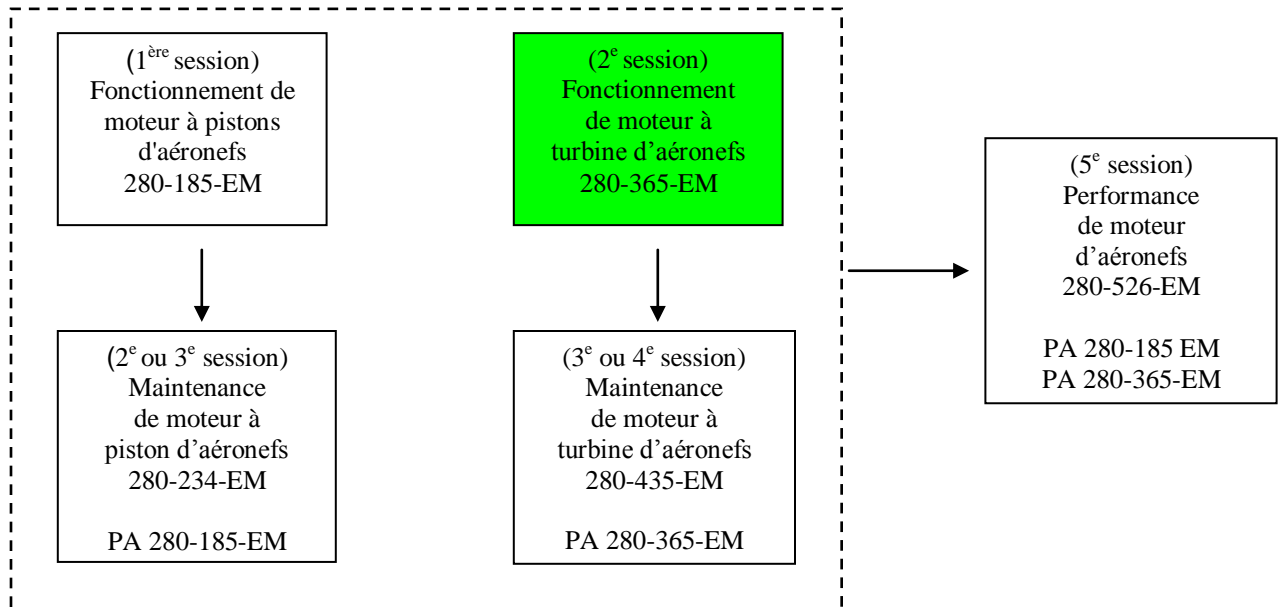 (1ère session)
Fonctionnement de
moteur à pistons
d'aéronefs
280-185-EM
(2e session)
Fonctionnement
de moteur à
turbine d’aéronefs
280-365-EM
(2e ou 3e session)
Maintenance
de moteur à
piston d’aéronefs
280-234-EM
PA 280-185-EM
(3e ou 4e session)
Maintenance
de moteur à
turbine d’aéronefs
280-435-EM
PA 280-365-EM
(5e session)
Performance
de moteur
d’aéronefs
280-526-EM
PA 280-185 EM
PA 280-365-EM